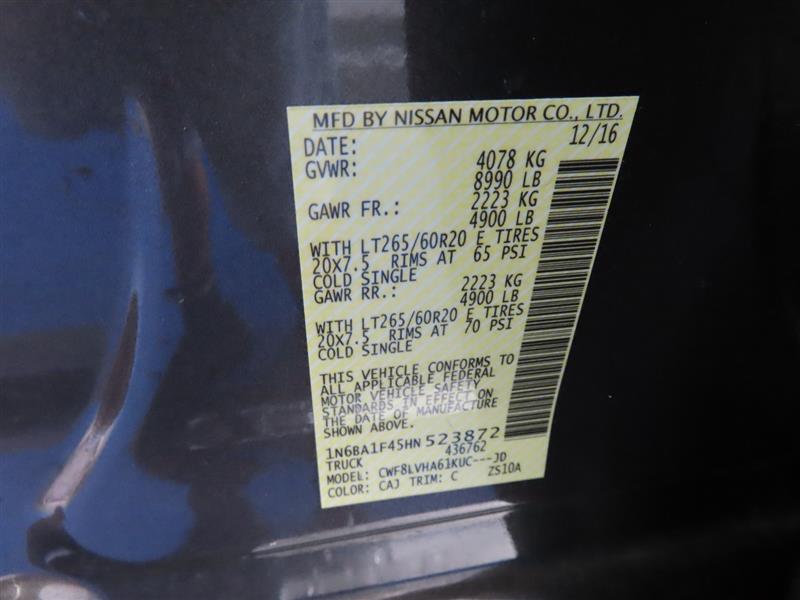 MFD BY NISSAN MOTOR CO., LTD.
DATE: 12/16
GVWR: 4078 KG
8990 LB
GAWR FR.: 2223 KG
4900 LB
WITH LT265/60R20 E TIRES
20X7.5 RIMS AT 65 PSI
COLD SINGLE
GAWR RR.: 2223 KG
4900 LB
WITH LT265/60R20 E TIRES
20X7.5 RIMS AT 70 PSI
COLD SINGLE
THIS VEHICLE CONFORMS TO
ALL APPLICABLE FEDERAL
MOTOR VEHICLE SAFETY
STANDARDS IN EFFECT ON
THE DATE OF MANUFACTURE
SHOWN ABOVE.
1N6BA1F45HN523872
TRUCK 436762
MODEL: CWF8LVHA61KUC---JD
COLOR: CAJ TRIM: C ZS10A